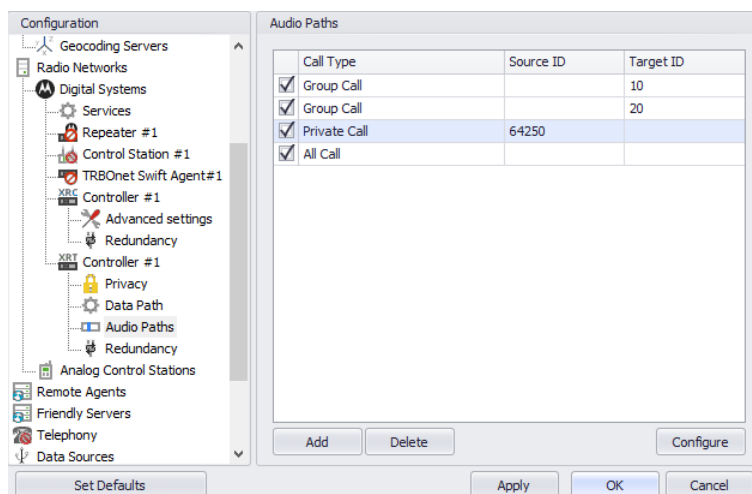 Configuration
Geocoding Servers
Radio Networks
Digital Systems
Services
Repeater #1
Control Station #1
TRBOnet Swift Agent#1
XRC Controller #1
Advanced settings
Redundancy
XRT Controller #1
Privacy
Data Path
Audio Paths
Redundancy
Analog Control Stations
Remote Agents
Friendly Servers
Telephony
Data Sources
Set Defaults
Audio Paths
Call Type Source ID Target ID
Group Call 10
Group Call 20
Private Call 64250
All Call
Add Delete Configure
Apply OK Cancel